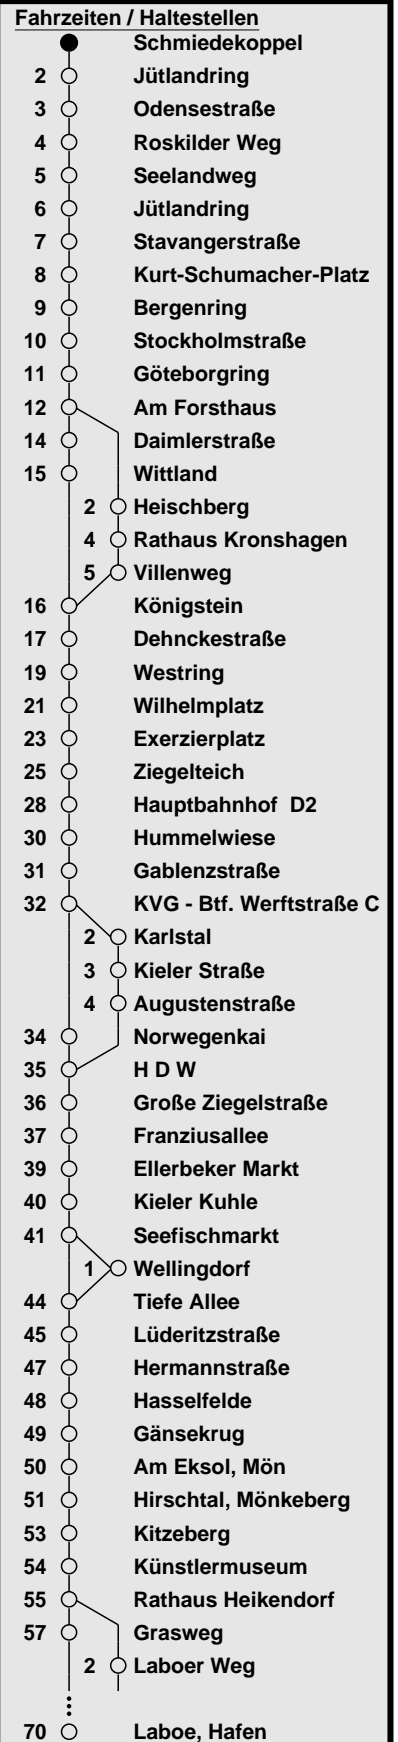 Fahrzeiten / Haltestellen
Schmiedekoppel
2 Jütlandring
3 Odensestraße
4 Roskilder Weg
5 Seelandweg
6 Jütlandring
7 Stavangerstraße
8 Kurt-Schumacher-Platz
9 Bergenring
10 Stockholmstraße
11 Göteborgring
12 Am Forsthaus
14 Daimlerstraße
15 Wittland
2 Heischberg
4 Rathaus Kronshagen
5 Villenweg
16 Königstein
17 Dehnckestraße
19 Westring
21 Wilhelmplatz
23 Exerzierplatz
25 Ziegelteich
28 Hauptbahnhof D2
30 Hummelwiese
31 Gablenzstraße
32 KVG - Btf. Werftstraße C
2 Karlstal
3 Kieler Straße
4 Augustenstraße
34 Norwegenkai
35 H D W
36 Große Ziegelstraße
37 Franziusallee
39 Ellerbeker Markt
40 Kieler Kuhle
41 Seefischmarkt
1 Wellingdorf
44 Tiefe Allee
45 Lüderitzstraße
47 Hermannstraße
48 Hasselfelde
49 Gänsekrug
50 Am Eksol, Mön
51 Hirschtal, Mönkeberg
53 Kitzeberg
54 Künstlermuseum
55 Rathaus Heikendorf
57 Grasweg
2 Laboer Weg
70 Laboe, Hafen